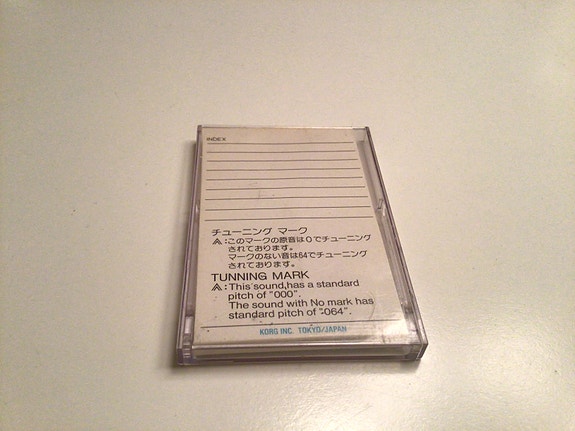 INDEX
チューニング マーク
⩓:このマークの原音は0でチューニング
されております。
マークのない音は64でチューニング
されております。
TUNNING MARK
⩓:This sound,has a standard
pitch of "000".
The sound with No mark has
standard pitch of "-064".
KORG INC. TOKYO/JAPAN